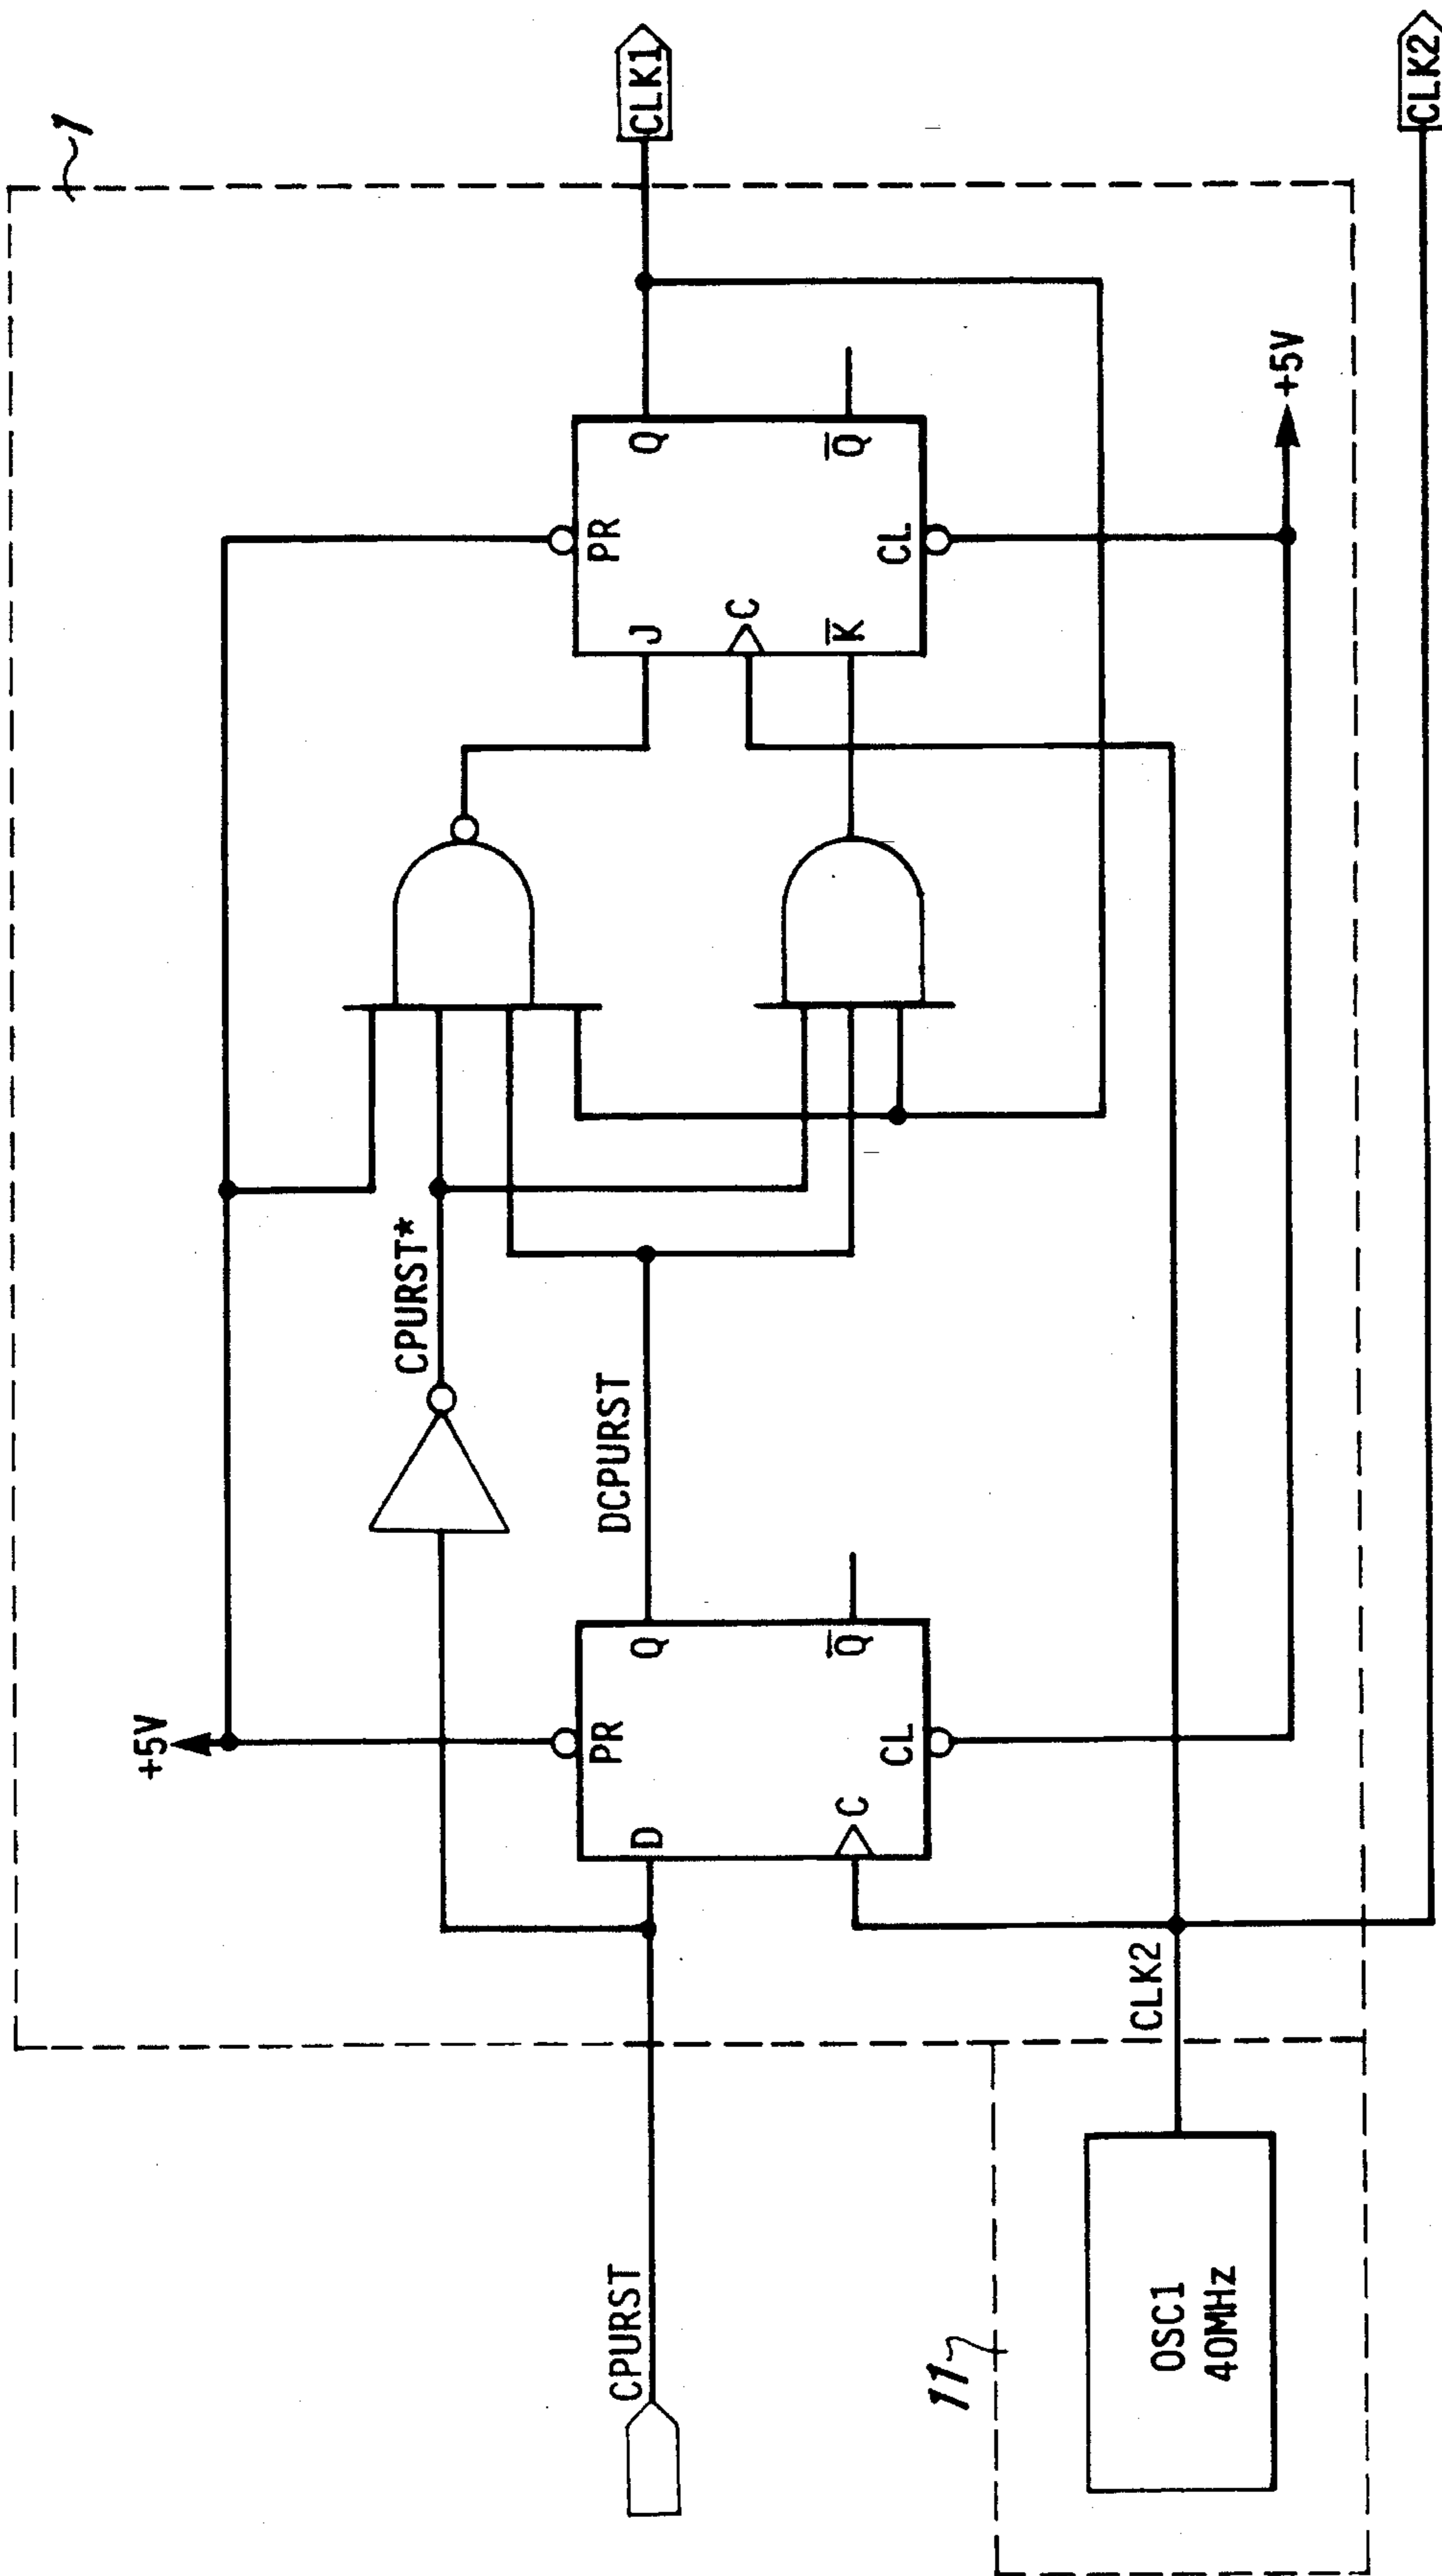 1
+5V
CPURST*
PR
J
Q
C
K̅
Q̅
CL
CLK1
CPURST
D
PR
Q
DCPURST
C
Q̅
CL
+5V
11
OSC1
40MHz
CLK2
CLK2